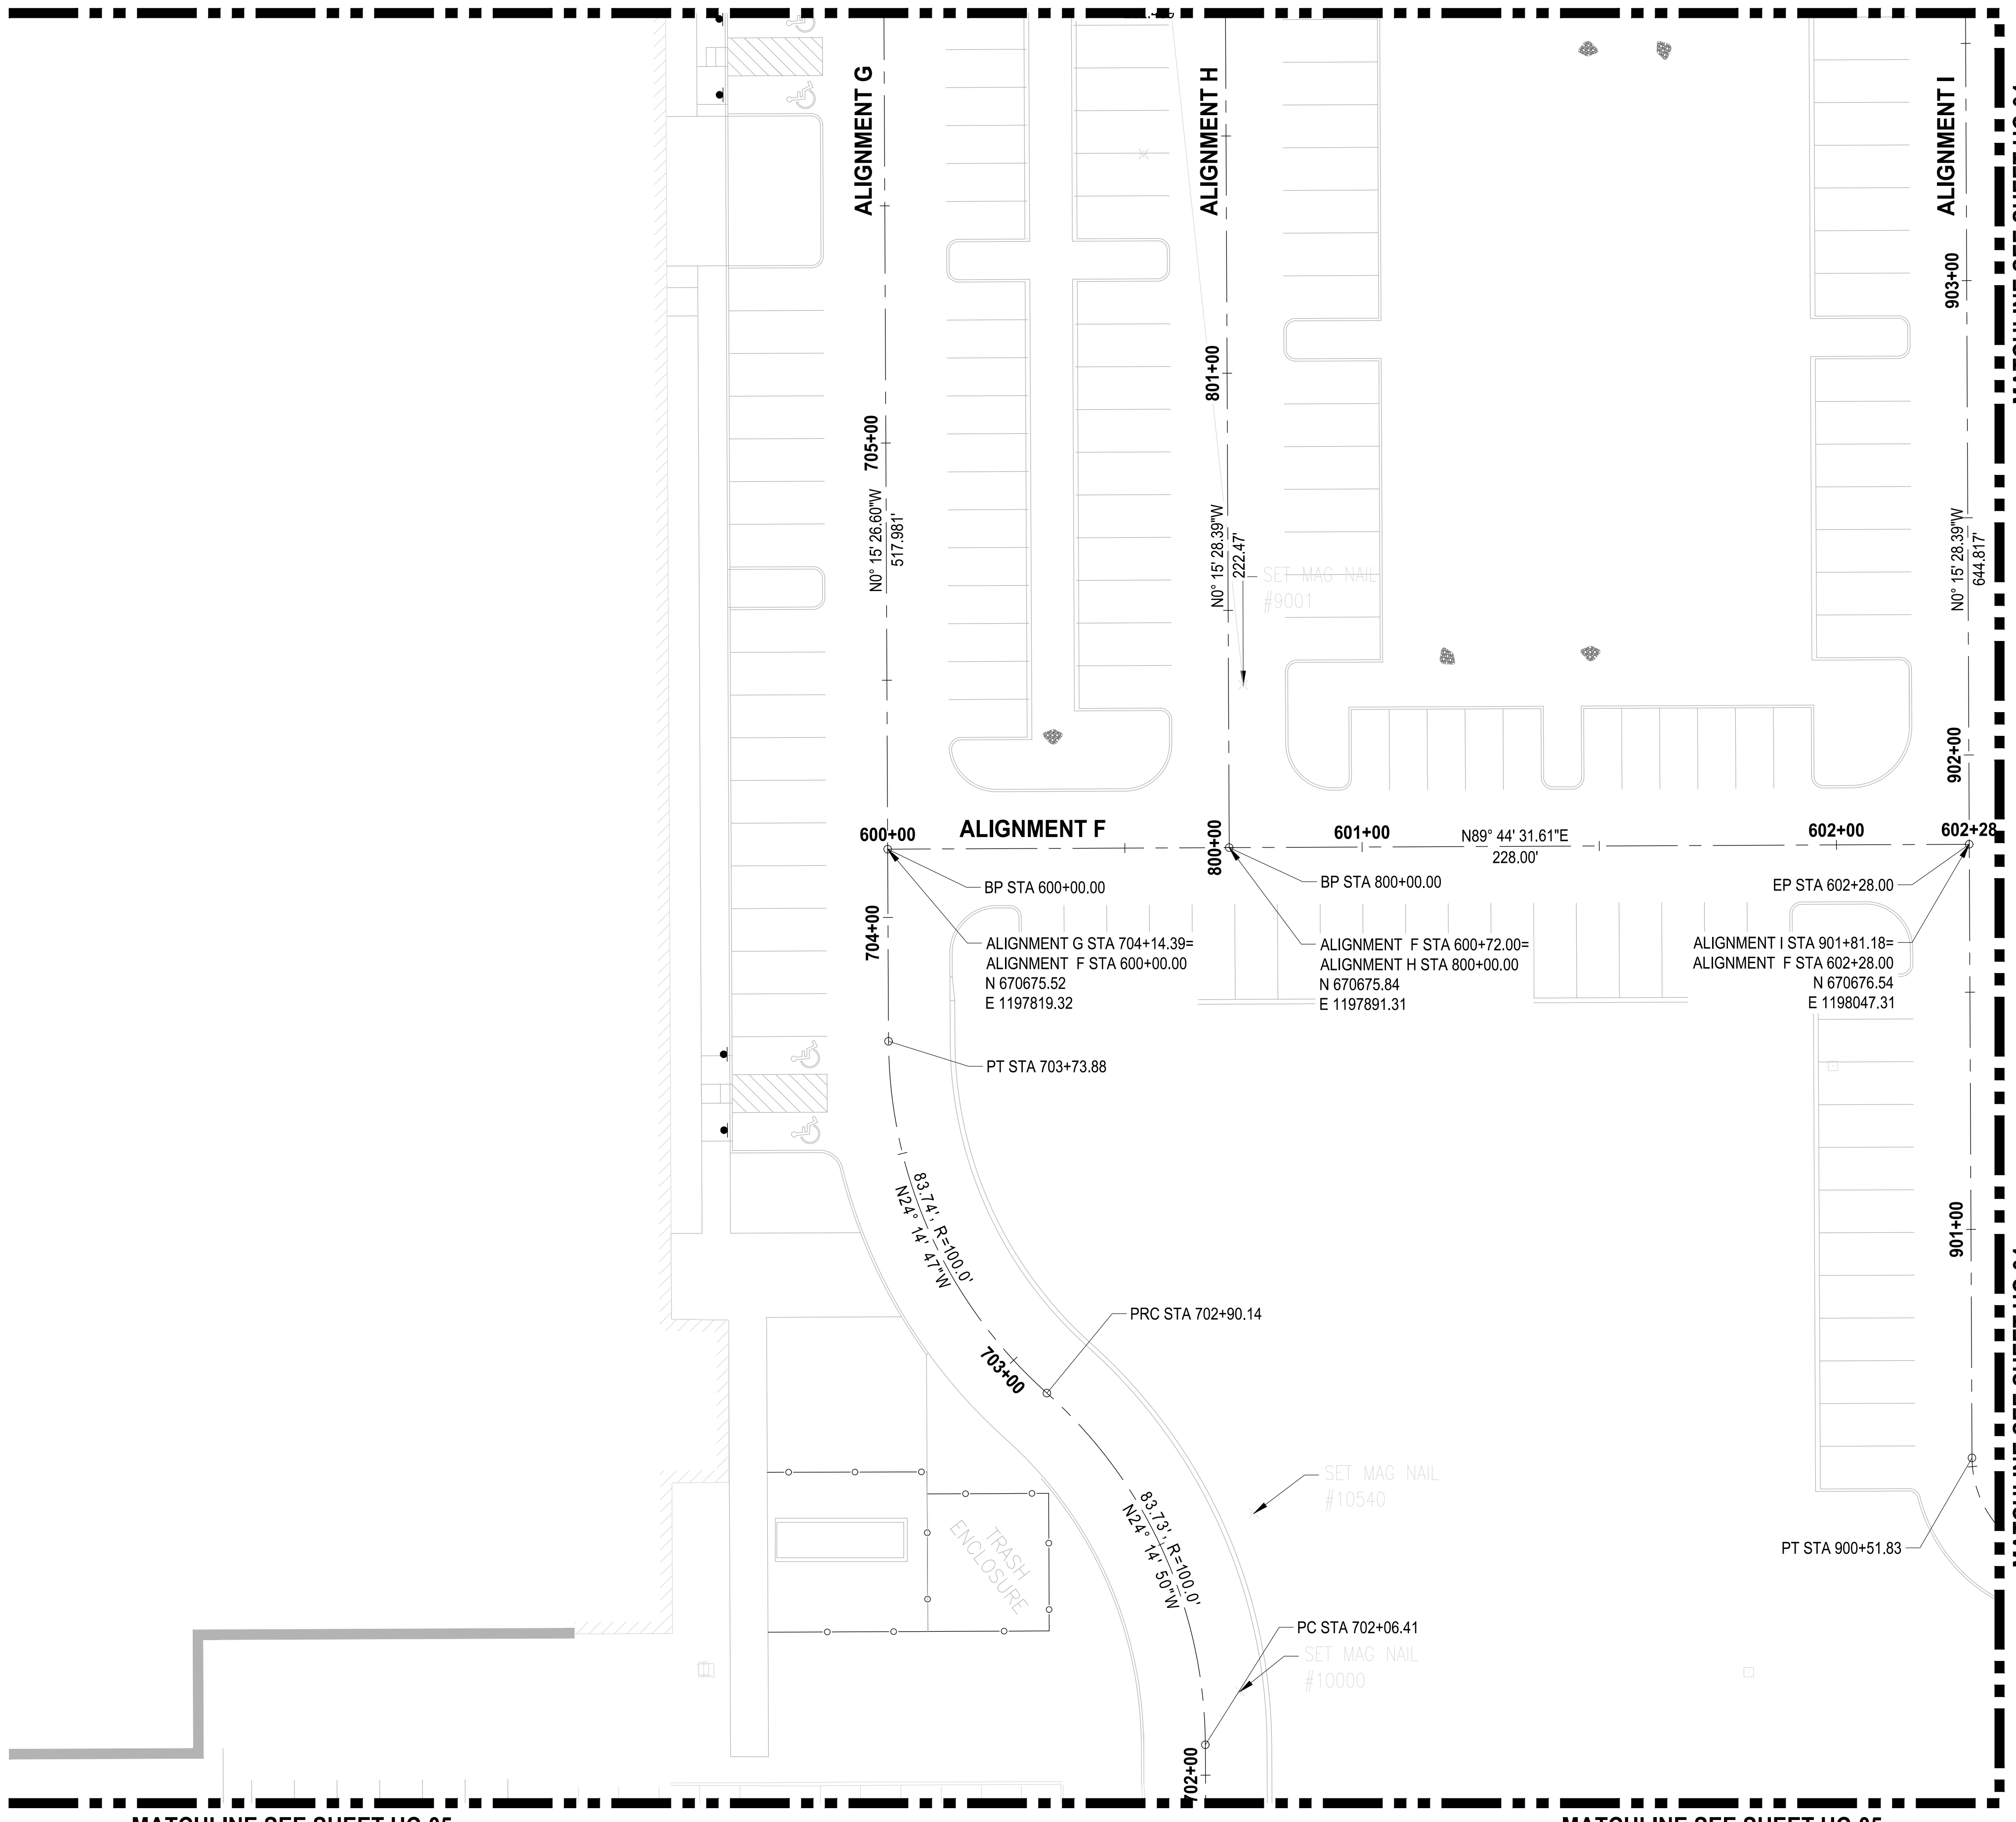 ALIGNMENT G
ALIGNMENT H
ALIGNMENT I
903+00
801+00
705+00
N0° 15' 26.60"W
517.981'
N0° 15' 28.39"W
222.47'
N0° 15' 28.39"W
644.817'
SET MAG NAIL
#9001
902+00
600+00
ALIGNMENT F
800+00
601+00
N89° 44' 31.61"E
228.00'
602+00
602+28
BP STA 600+00.00
BP STA 800+00.00
EP STA 602+28.00
704+00
ALIGNMENT G STA 704+14.39=
ALIGNMENT F STA 600+00.00
N 670675.52
E 1197819.32
ALIGNMENT F STA 600+72.00=
ALIGNMENT H STA 800+00.00
N 670675.84
E 1197891.31
ALIGNMENT I STA 901+81.18=
ALIGNMENT F STA 602+28.00
N 670676.54
E 1198047.31
PT STA 703+73.88
83.74', R=100.0'
N24° 14' 47"W
901+00
PRC STA 702+90.14
703+00
SET MAG NAIL
#10540
83.73', R=100.0'
N24° 14' 50"W
TRASH
ENCLOSURE
PT STA 900+51.83
PC STA 702+06.41
SET MAG NAIL
#10000
702+00
MATCHLINE SEE SHEET
MATCHLINE SEE SHEET